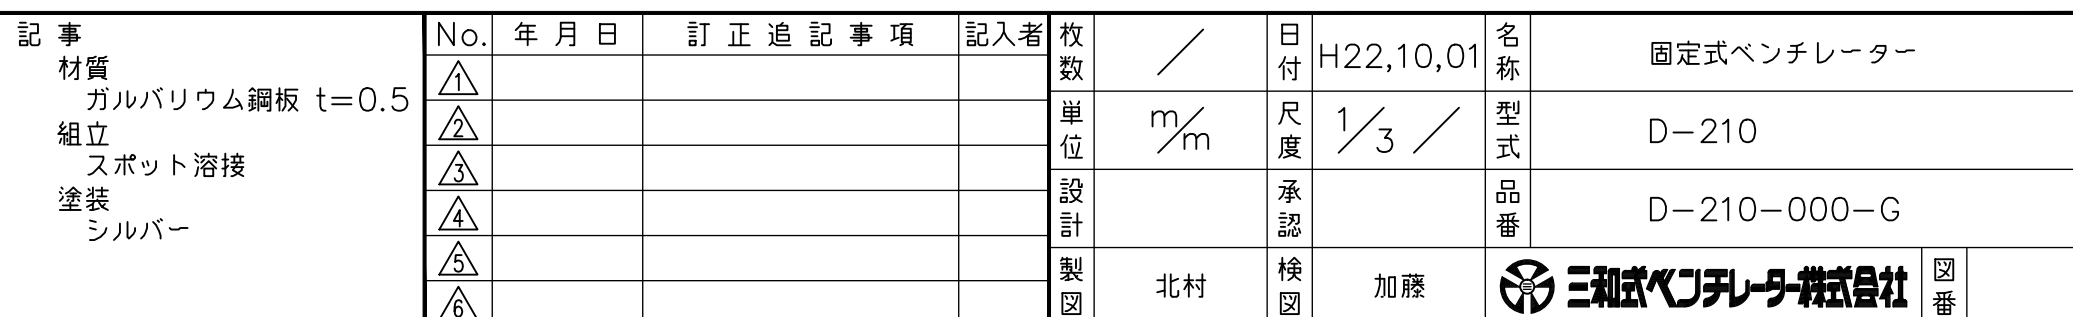 記 事
材質
ガルバリウム鋼板 t=0.5
組立
スポット溶接
塗装
シルバー
No. 年 月 日 訂 正 追 記 事 項 記入者
1
2
3
4
5
6
枚数 / 日付 H22,10,01 名称 固定式ベンチレーター
単位 m/m 尺度 1/3 / 型式 D-210
設計 承認 品番 D-210-000-G
製図 北村 検図 加藤 三和式ベンチレーター株式会社 図番